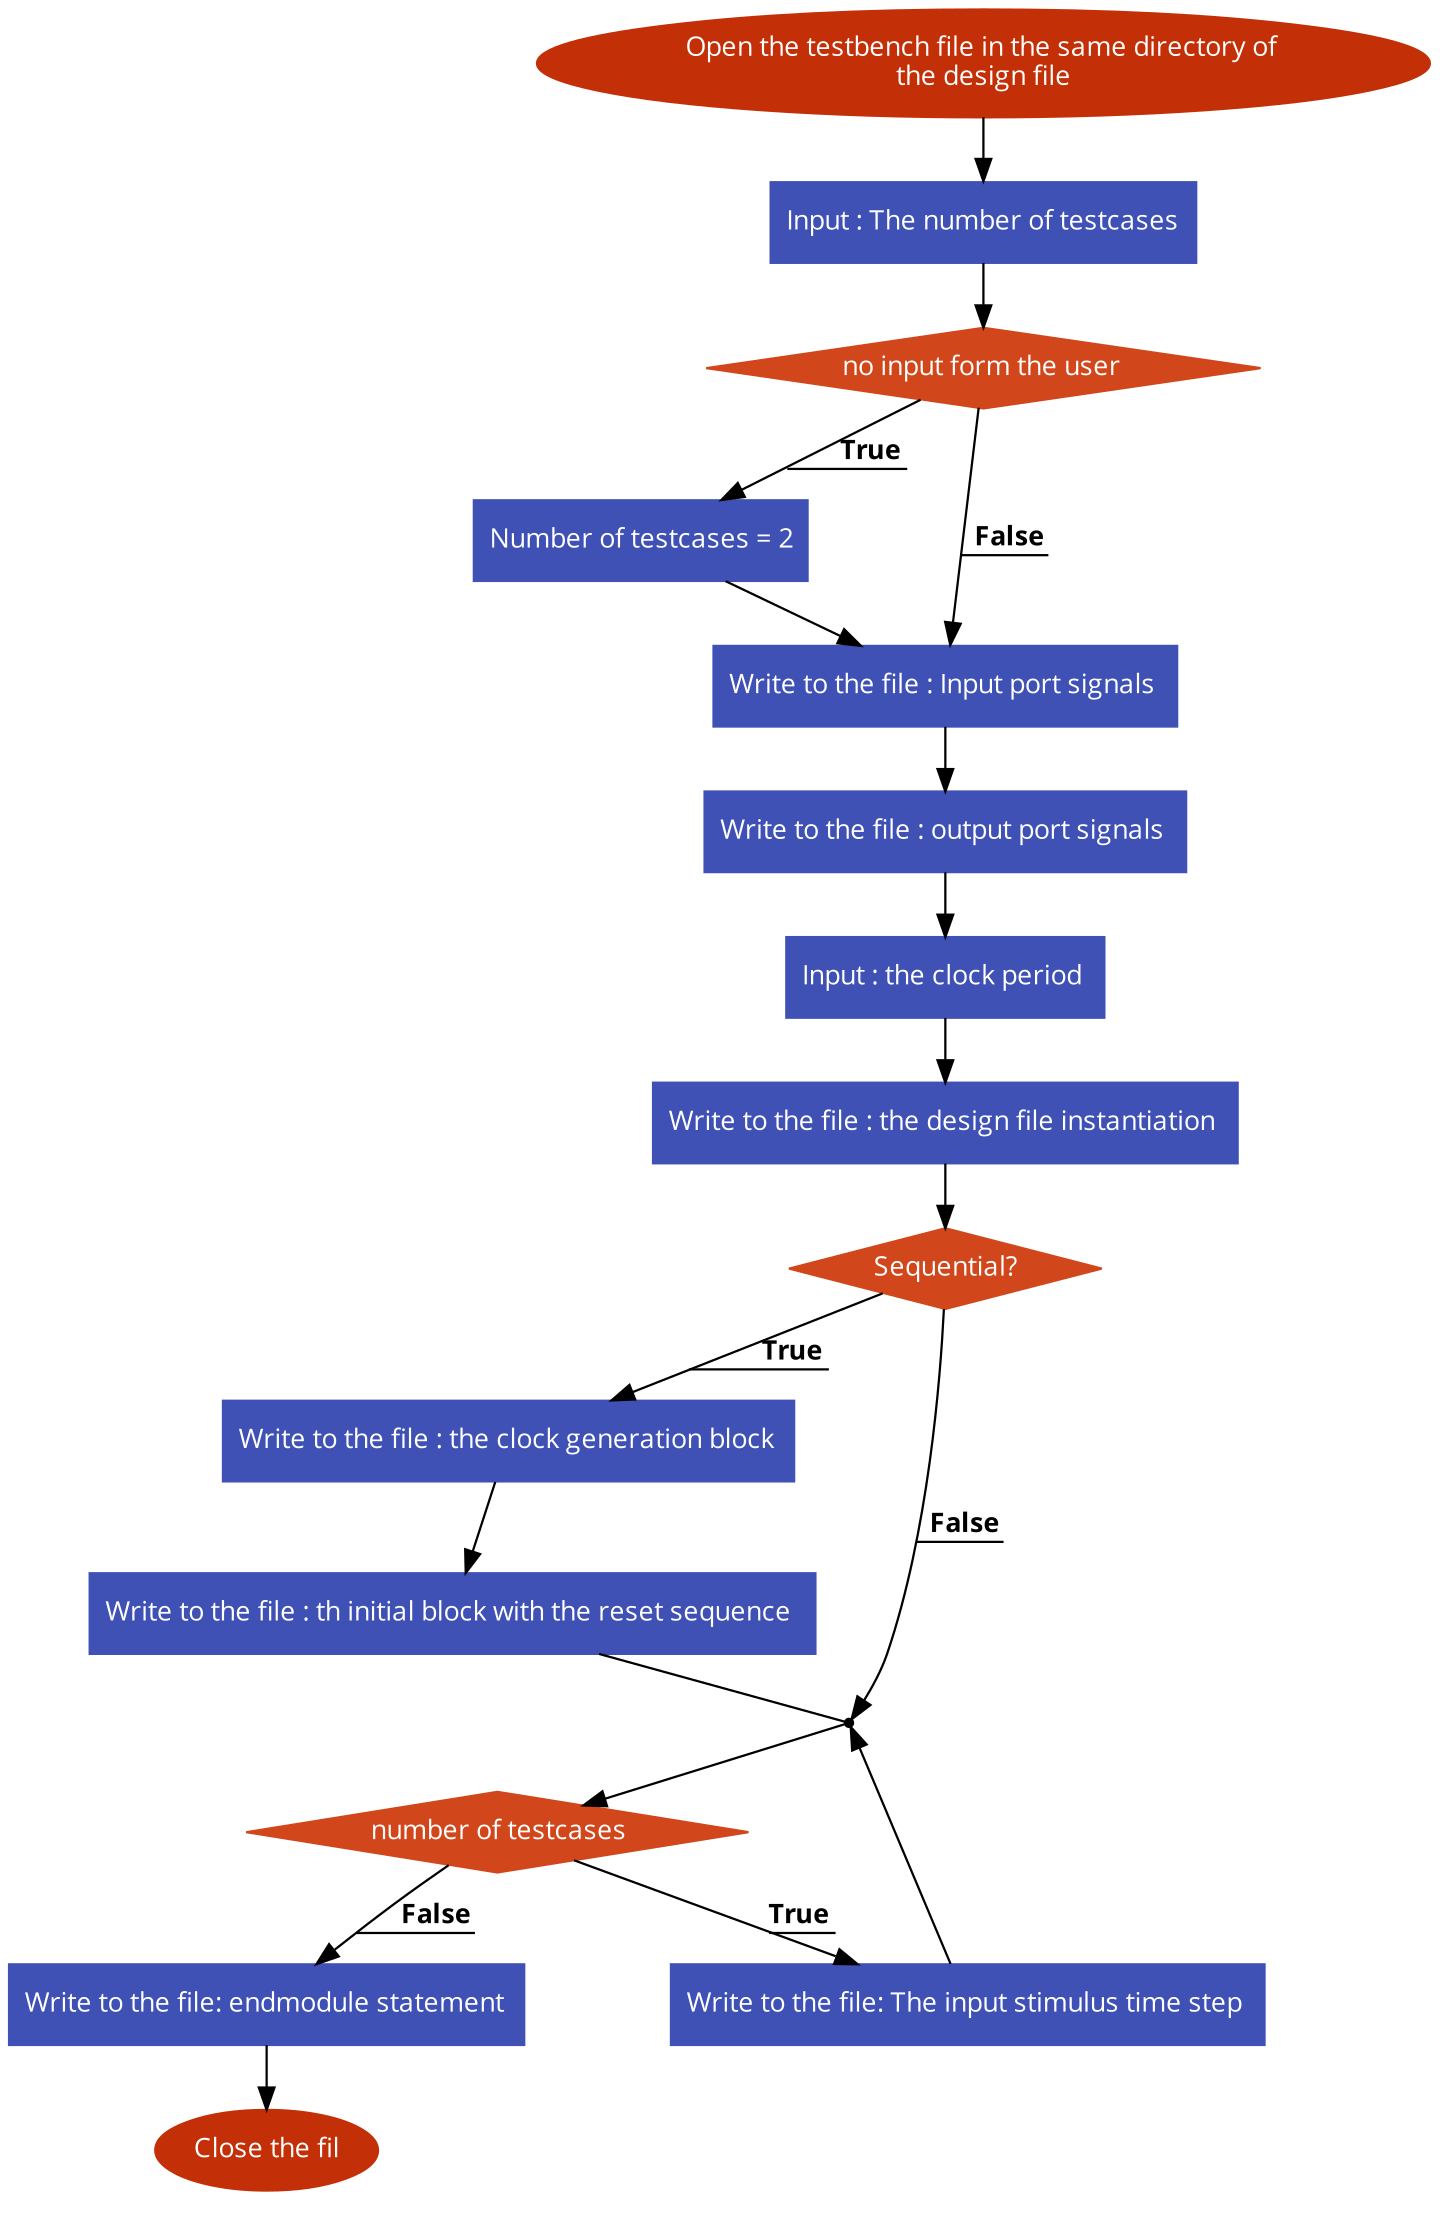 Open the testbench file in the same directory of
the design file
Input : The number of testcases
no input form the user
True
Number of testcases = 2
False
Write to the file : Input port signals
Write to the file : output port signals
Input : the clock period
Write to the file : the design file instantiation
Sequential?
True
Write to the file : the clock generation block
False
Write to the file : th initial block with the reset sequence
number of testcases
False
True
Write to the file: endmodule statement
Write to the file: The input stimulus time step
Close the fil